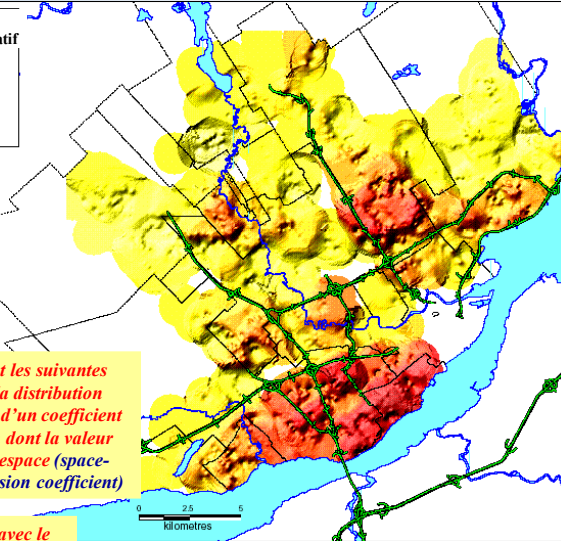 atif
t les suivantes
a distribution
d'un coefficient
dont la valeur
espace (space-
sion coefficient)
avec le
0 2.5 5
kilometres